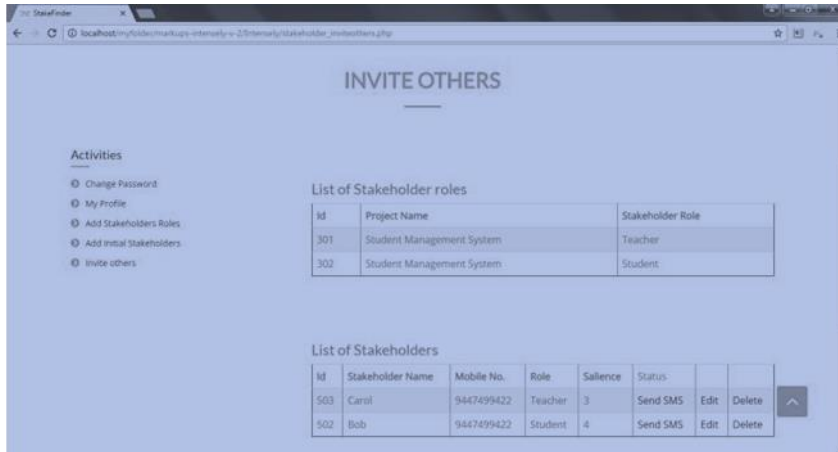 StakeFinder
localhost/myfolder/markups-intensely-v-2/Intensely/stakeholder_inviteothers.php
INVITE OTHERS
Activities
Change Password
My Profile
Add Stakeholders Roles
Add Initial Stakeholders
Invite others
List of Stakeholder roles
Id Project Name Stakeholder Role
301 Student Management System Teacher
302 Student Management System Student
List of Stakeholders
Id Stakeholder Name Mobile No. Role Salience Status
503 Carol 9447499422 Teacher 3 Send SMS Edit Delete
502 Bob 9447499422 Student 4 Send SMS Edit Delete